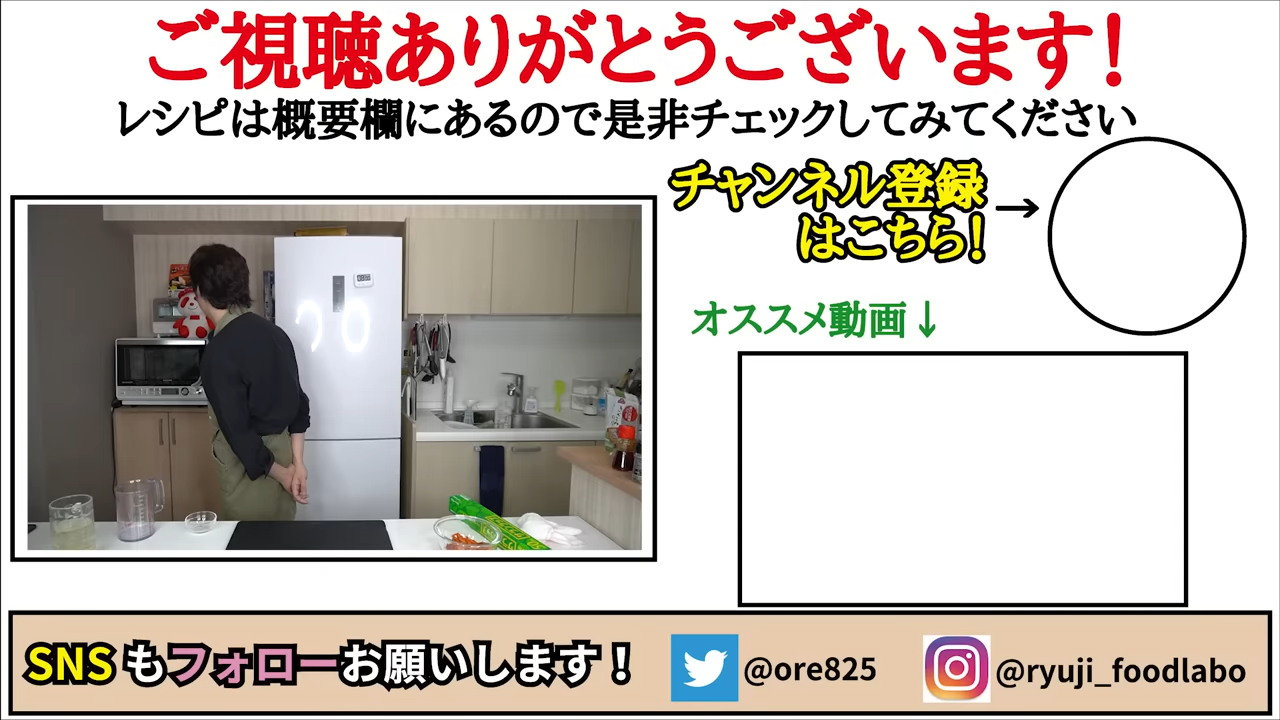 ご視聴ありがとうございます!
レシピは概要欄にあるので是非チェックしてみてください
チャンネル登録
はこちら!
→
オススメ動画↓
SNSもフォローお願いします!
@ore825
@ryuji_foodlabo